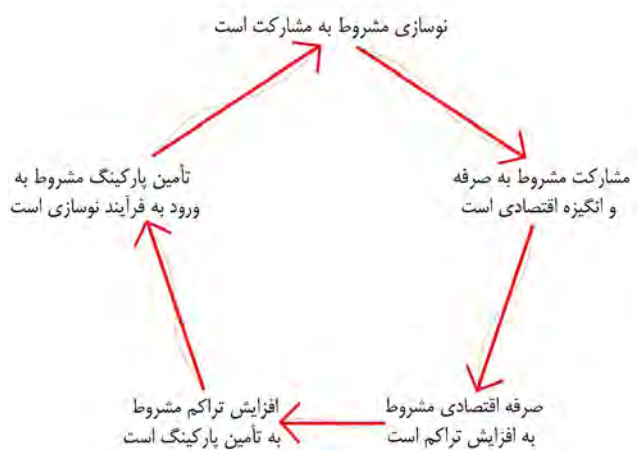 نوسازی مشروط به مشارکت است
مشارکت مشروط به صرفه
و انگیزه اقتصادی است
صرفه اقتصادی مشروط
به افزایش تراکم است
افزایش تراکم مشروط
به تأمین پارکینگ است
تأمین پارکینگ مشروط به
ورود به فرآیند نوسازی است